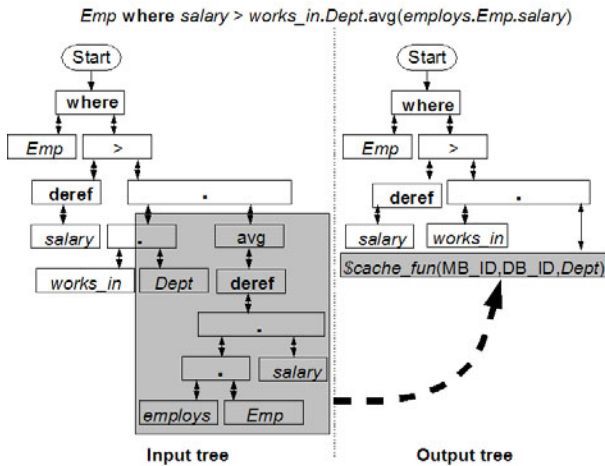 Emp where salary > works_in.Dept.avg(employs.Emp.salary)
Start Start
where where
Emp > Emp >
deref . deref .
salary . avg salary works_in
works_in Dept deref $cache_fun(MB_ID,DB_ID,Dept)
.
. salary
employs Emp
Input tree Output tree